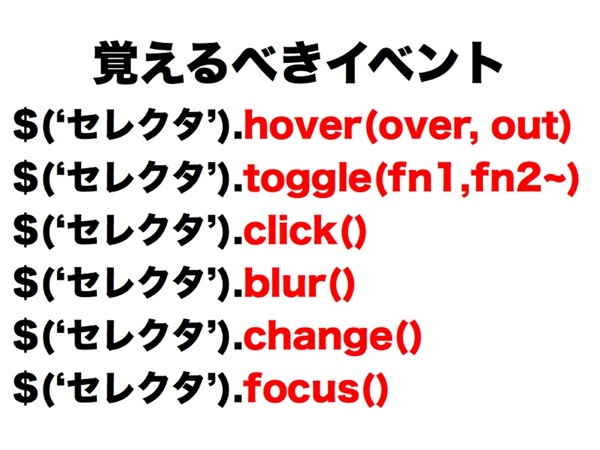 覚えるべきイベント
$(‘セレクタ’).hover(over, out)
$(‘セレクタ’).toggle(fn1,fn2~)
$(‘セレクタ’).click()
$(‘セレクタ’).blur()
$(‘セレクタ’).change()
$(‘セレクタ’).focus()